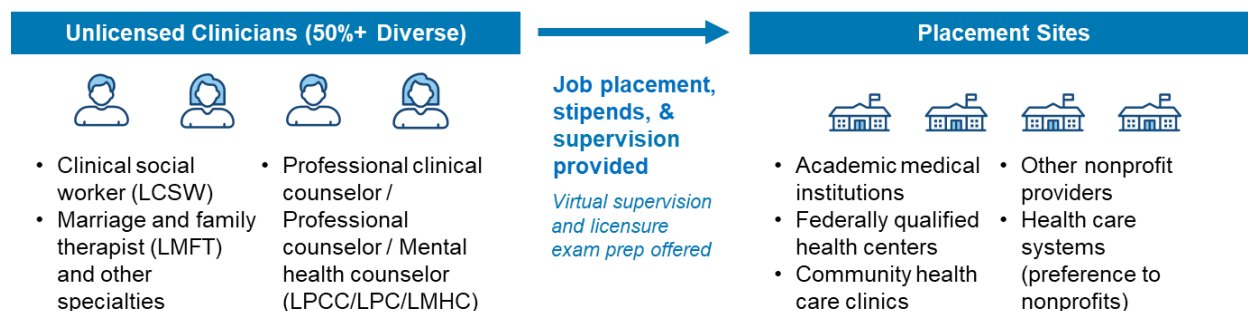 Unlicensed Clinicians (50%+ Diverse)
• Clinical social
worker (LCSW)
• Marriage and family
therapist (LMFT)
and other
specialties
• Professional clinical
counselor /
Professional
counselor / Mental
health counselor
(LPCC/LPC/LMHC)
Job placement,
stipends, &
supervision
provided
Virtual supervision
and licensure
exam prep offered
Placement Sites
• Academic medical
institutions
• Federally qualified
health centers
• Community health
care clinics
• Other nonprofit
providers
• Health care
systems
(preference to
nonprofits)